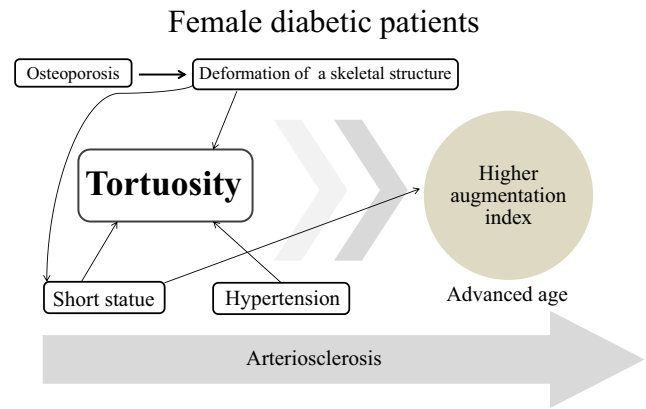 Female diabetic patients
Osteoporosis
Deformation of a skeletal structure
Tortuosity
Higher
augmentation
index
Short statue
Hypertension
Advanced age
Arteriosclerosis